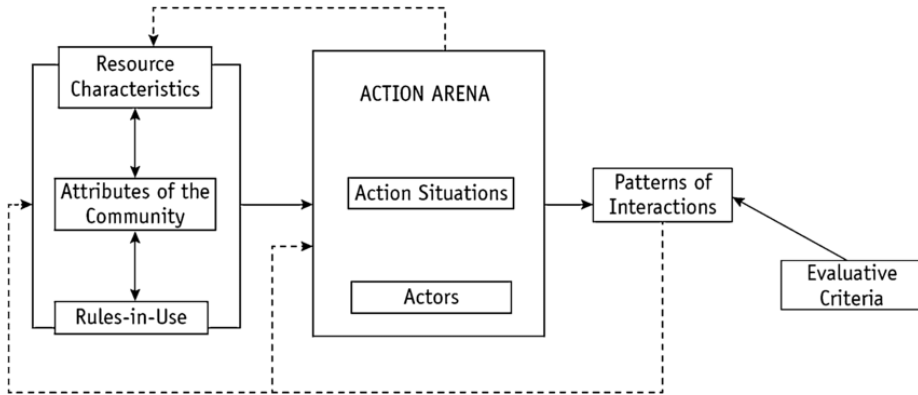 Resource
Characteristics
Attributes of the
Community
Rules-in-Use
ACTION ARENA
Action Situations
Actors
Patterns of
Interactions
Evaluative
Criteria